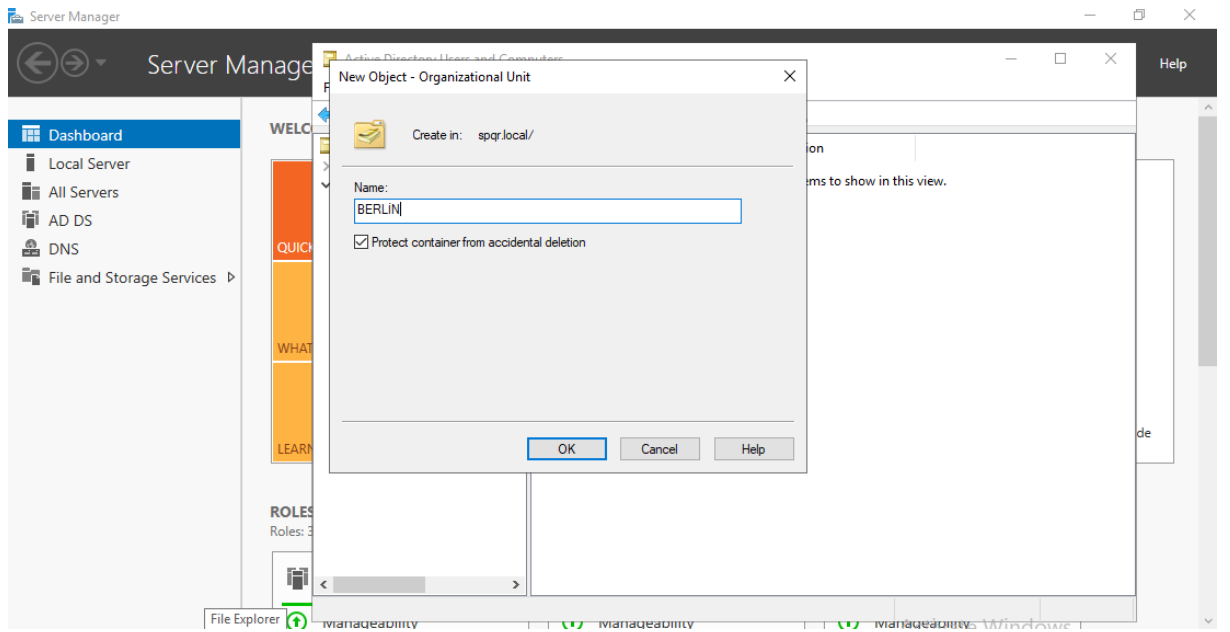 Server Manager
Server Manage
Help
Active Directory Users and Computers
New Object - Organizational Unit
Create in: spqr.local/
Name:
BERLİN
Protect container from accidental deletion
OK Cancel Help
Dashboard
Local Server
All Servers
AD DS
DNS
File and Storage Services
WELC
QUICK
WHAT
LEARN
ion
ems to show in this view.
de
ROLES
Roles: 3
File Explorer
Manageability Manageability Manageability
Windows